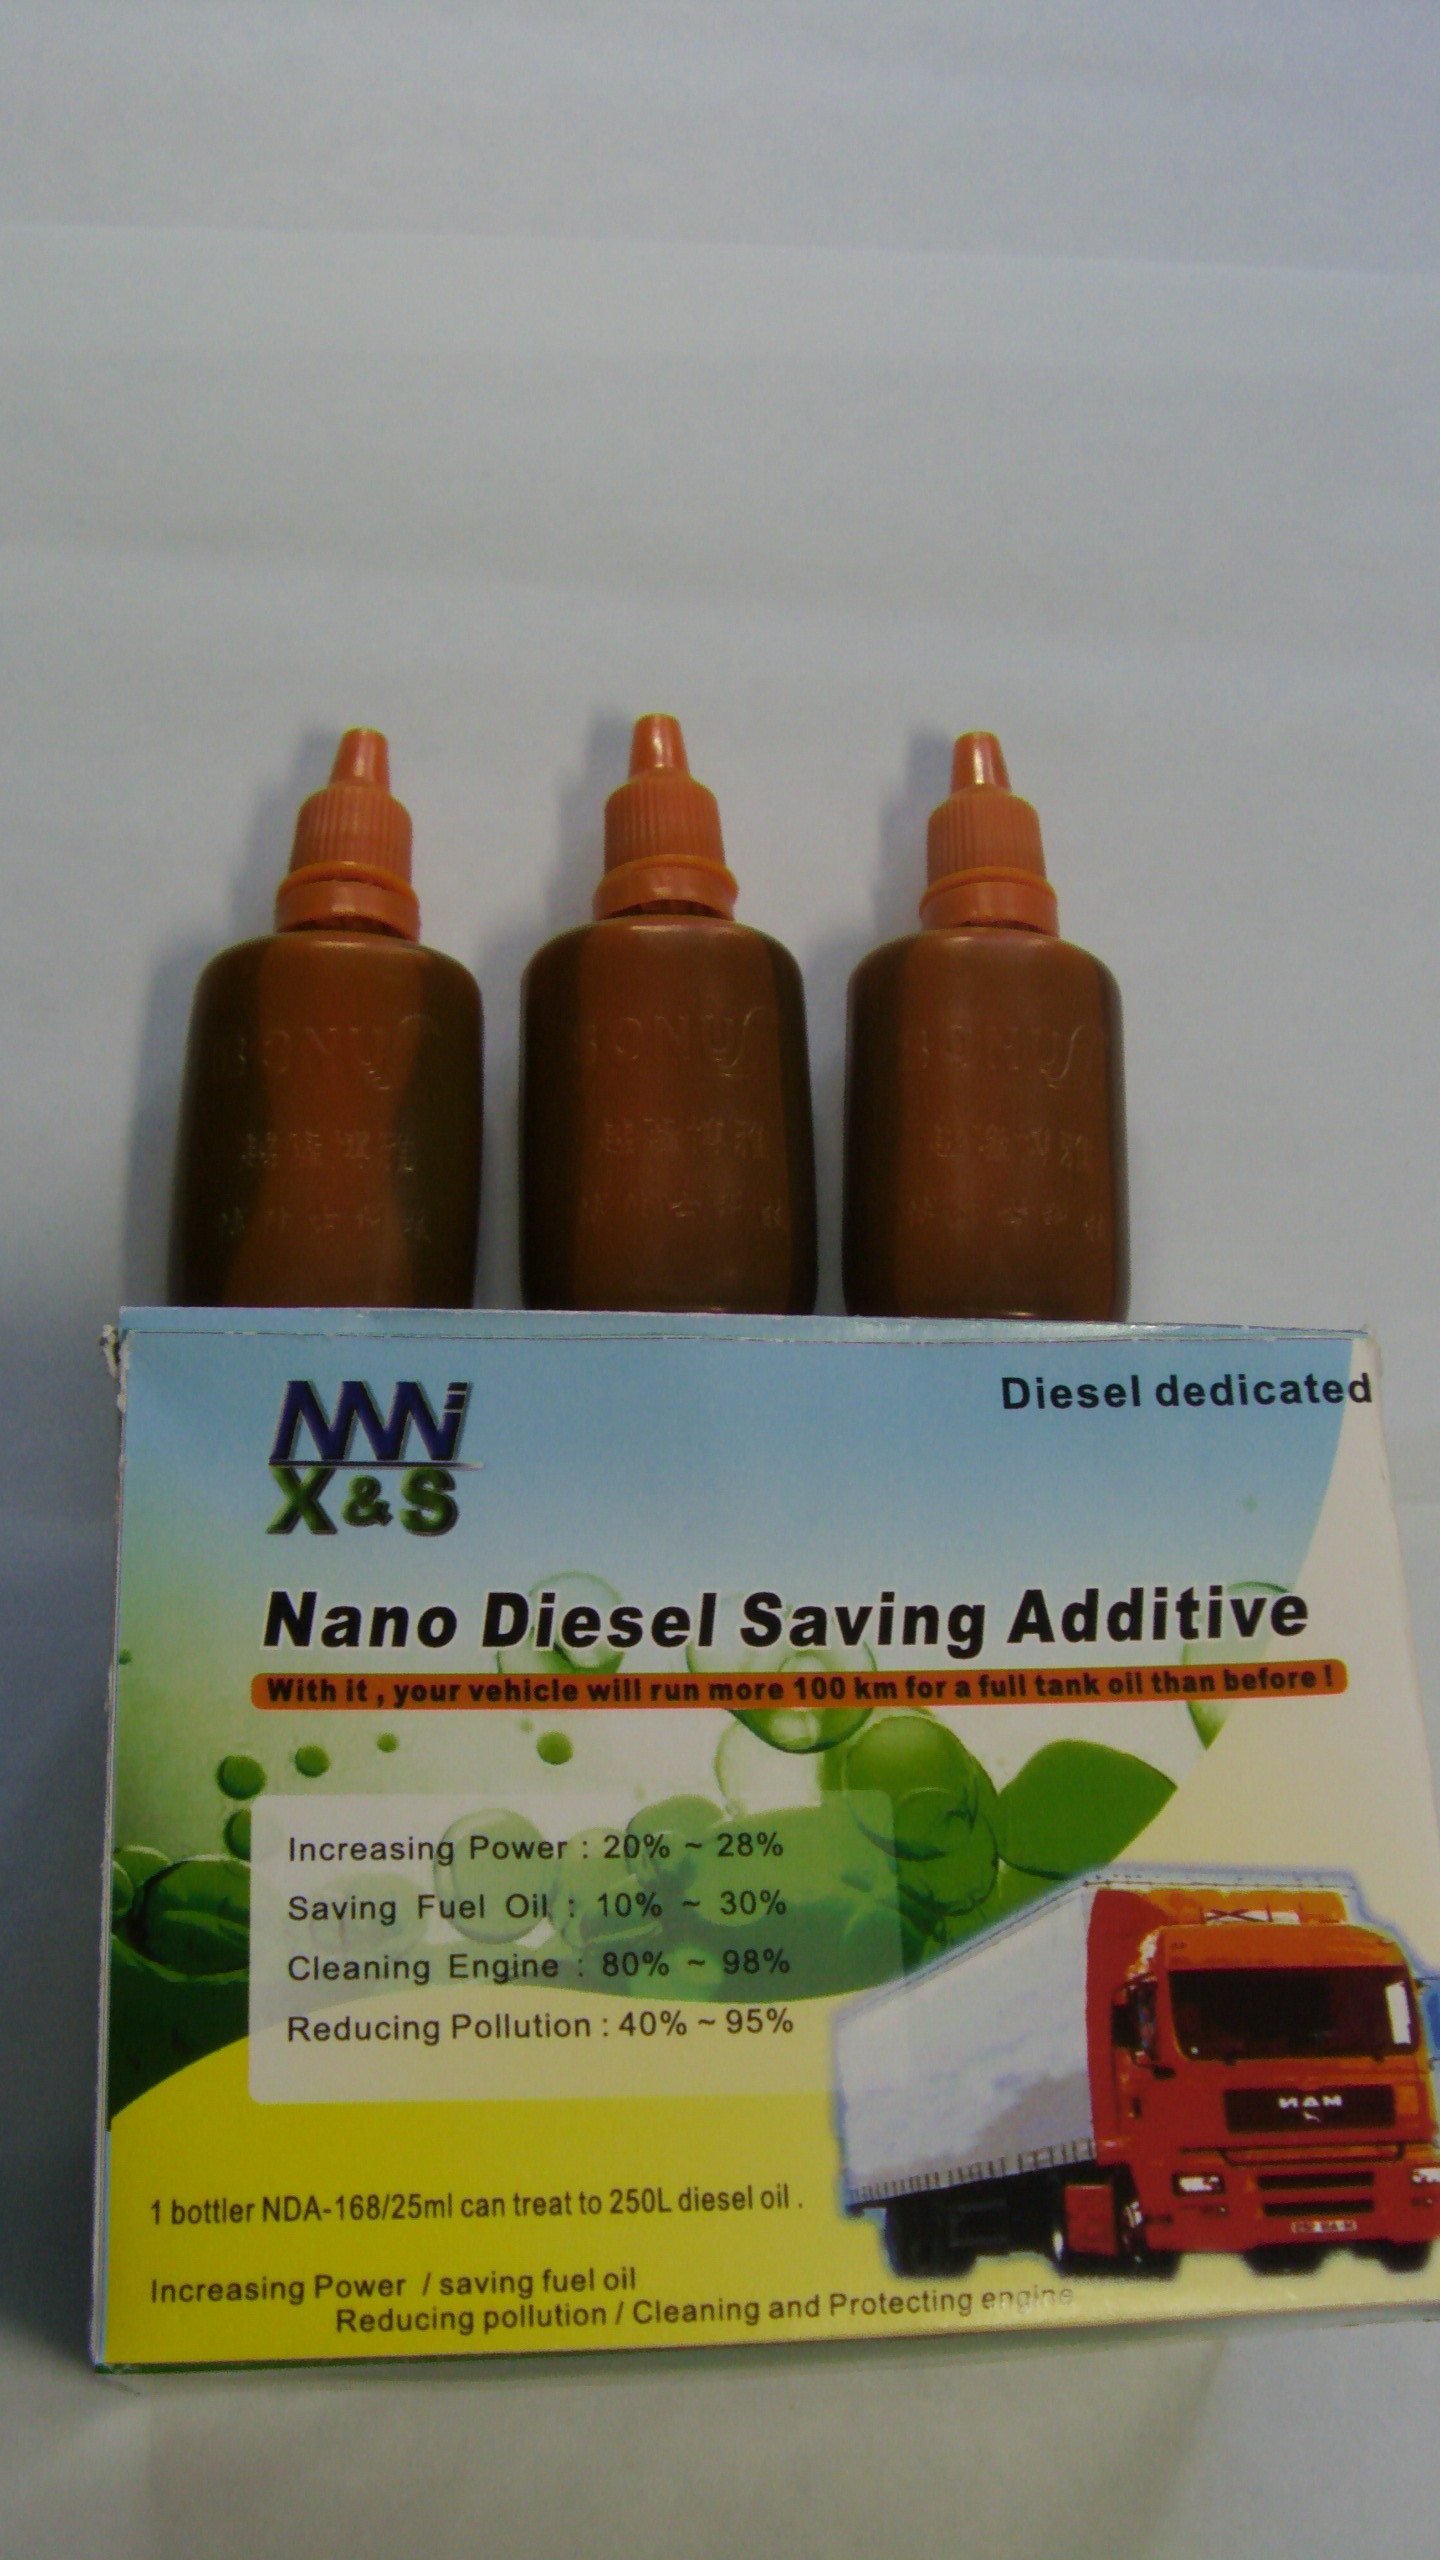 BONUS
BONUS
BONUS
Diesel dedicated
X&S
Nano Diesel Saving Additive
With it , your vehicle will run more 100 km for a full tank oil than before !
Increasing Power : 20% ~ 28%
Saving Fuel Oil : 10% ~ 30%
Cleaning Engine : 80% ~ 98%
Reducing Pollution : 40% ~ 95%
MAN
1 bottler NDA-168/25ml can treat to 250L diesel oil .
Increasing Power / saving fuel oil
Reducing pollution / Cleaning and Protecting engine